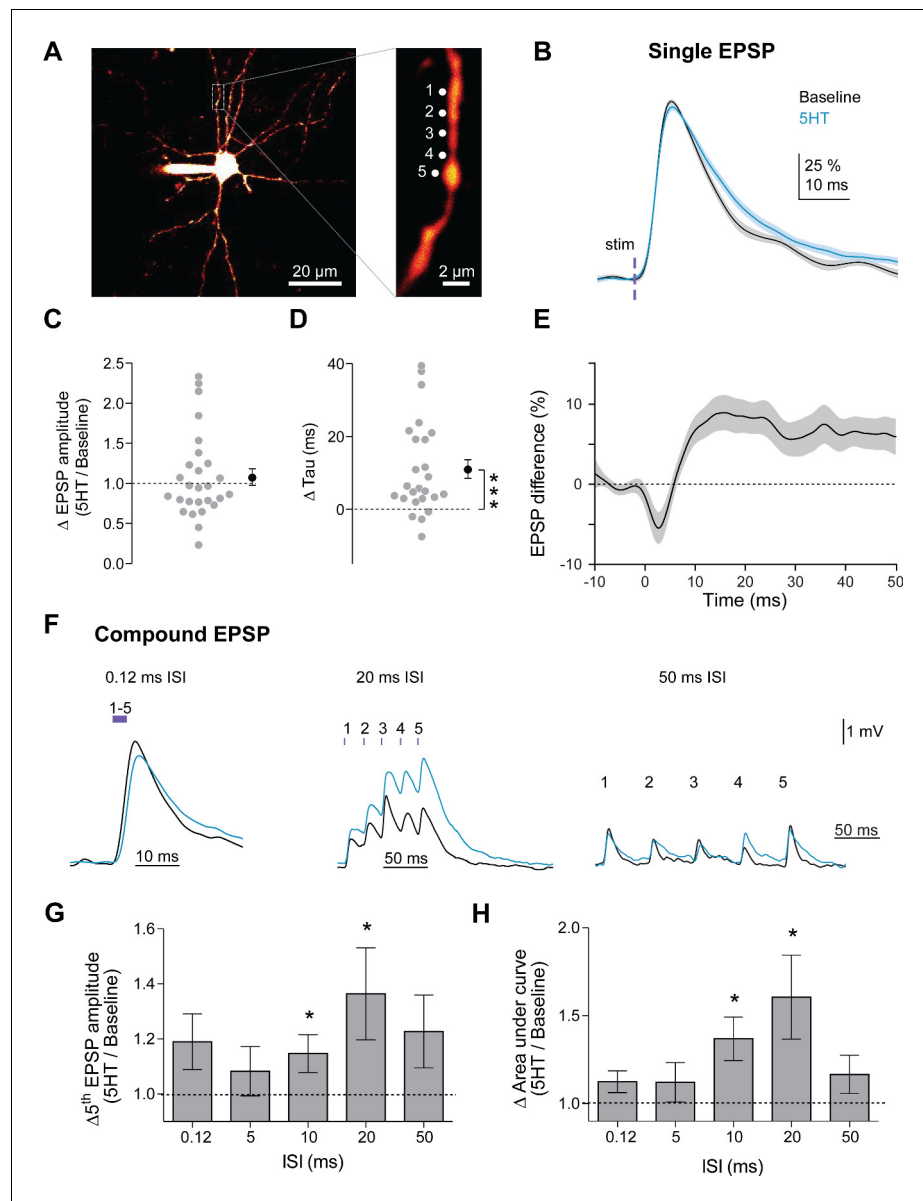 A
1
2
3
4
5
20 µm
2 µm
B
Single EPSP
Baseline
5HT
25 %
10 ms
stim
C
Δ EPSP amplitude
(5HT / Baseline)
2.5
2.0
1.5
1.0
0.5
0.0
D
Δ Tau (ms)
40
20
0
***
E
EPSP difference (%)
10
0
-10
-10 0 10 20 30 40 50
Time (ms)
F
Compound EPSP
0.12 ms ISI
1-5
10 ms
20 ms ISI
1 2 3 4 5
50 ms
50 ms ISI
1 mV
1 2 3 4 5
50 ms
G
Δ5th EPSP amplitude
(5HT / Baseline)
1.6
1.4
1.2
1.0
* *
0.12 5 10 20 50
ISI (ms)
H
Δ Area under curve
(5HT / Baseline)
2.0
1.5
1.0
* *
0.12 5 10 20 50
ISI (ms)